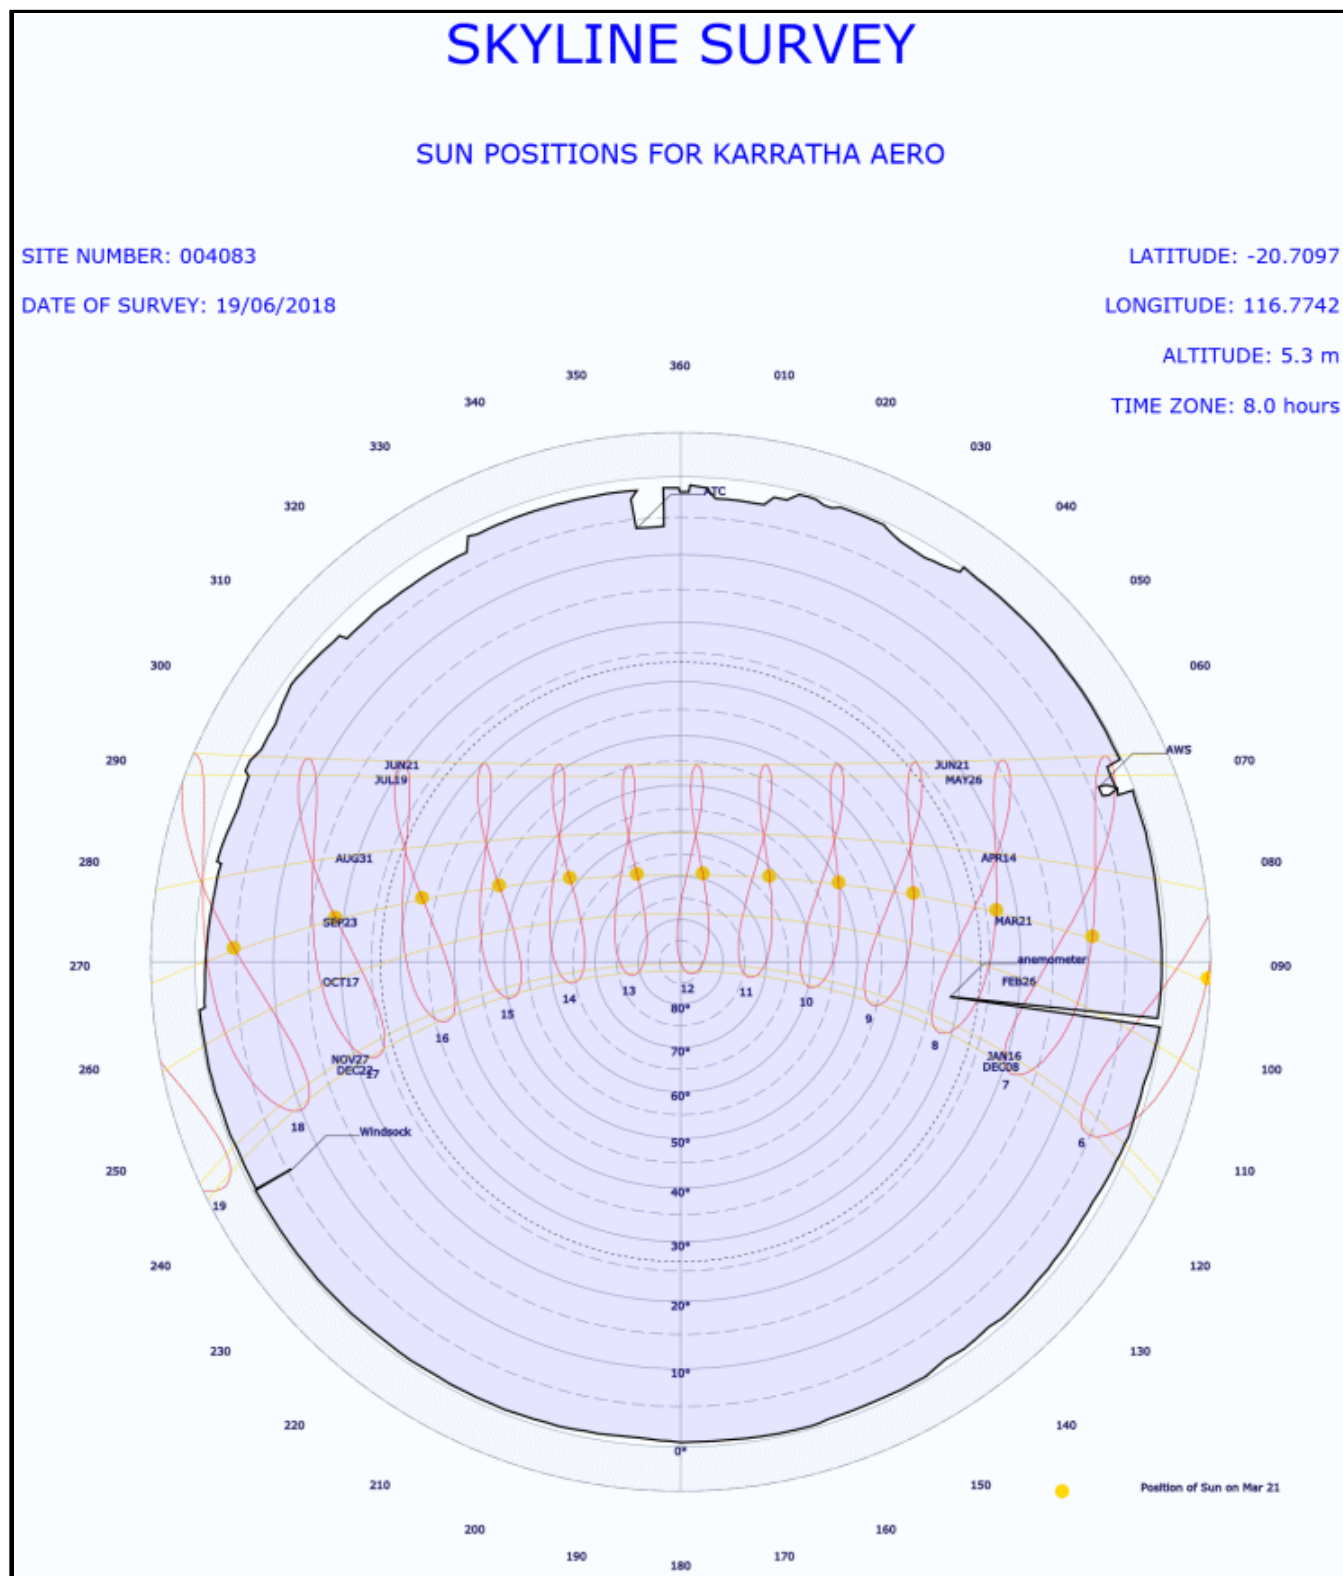 SKYLINE SURVEY
SUN POSITIONS FOR KARRATHA AERO
SITE NUMBER: 004083
LATITUDE: -20.7097
DATE OF SURVEY: 19/06/2018
LONGITUDE: 116.7742
ALTITUDE: 5.3 m
TIME ZONE: 8.0 hours
360
350
010
340
020
330
030
320
040
310
050
300
060
290
070
280
080
270
090
260
100
250
110
240
120
230
130
220
140
210
150
200
160
190
170
180
ATC
AWS
JUN21
JUN21
JUL19
MAY26
AUG31
APR14
SEP23
MAR21
anemometer
OCT17
FEB26
NOV27
JAN16
DEC22
DEC08
Windsock
19
18
17
16
15
14
13
12
11
10
9
8
7
6
80°
70°
60°
50°
40°
30°
20°
10°
0°
Position of Sun on Mar 21